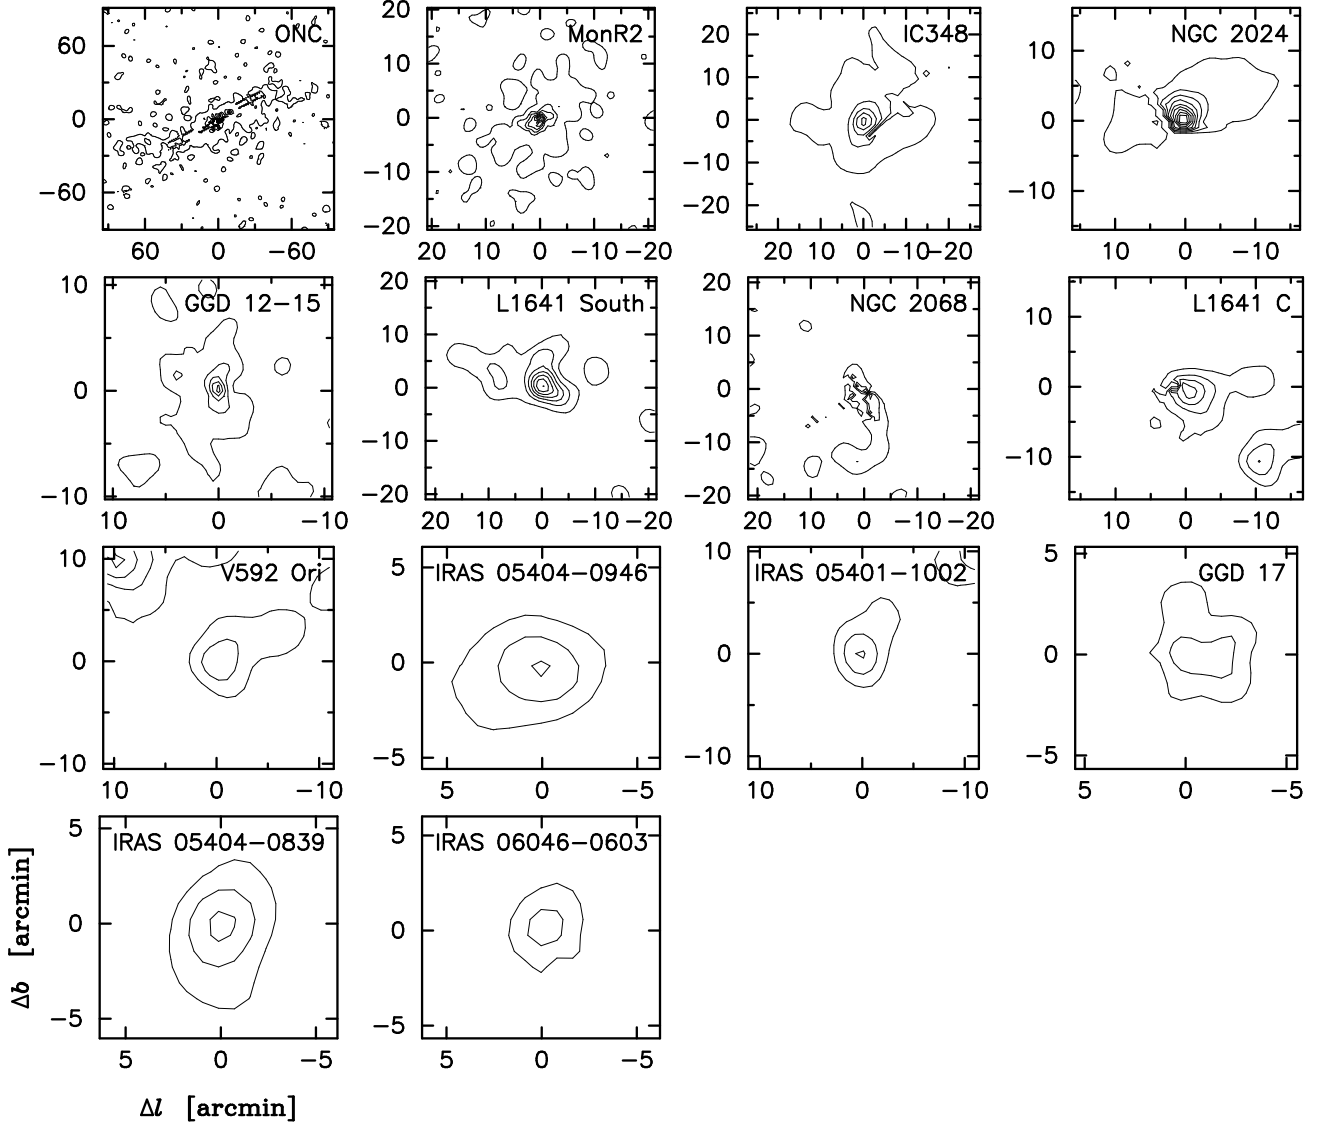 ONC
60
0
−60
60 0 −60
MonR2
20
10
0
−10
−20
20 10 0 −10 −20
IC348
20
10
0
−10
−20
20 10 0 −10 −20
NGC 2024
10
0
−10
10 0 −10
GGD 12−15
10
0
−10
10 0 −10
L1641 South
20
10
0
−10
−20
20 10 0 −10 −20
NGC 2068
20
10
0
−10
−20
20 10 0 −10 −20
L1641 C
10
0
−10
10 0 −10
V592 Ori
10
0
−10
10 0 −10
IRAS 05404−0946
5
0
−5
5 0 −5
IRAS 05401−1002
10
0
−10
10 0 −10
GGD 17
5
0
−5
5 0 −5
IRAS 05404−0839
5
0
−5
5 0 −5
IRAS 06046−0603
5
0
−5
5 0 −5
Δb [arcmin]
Δl [arcmin]